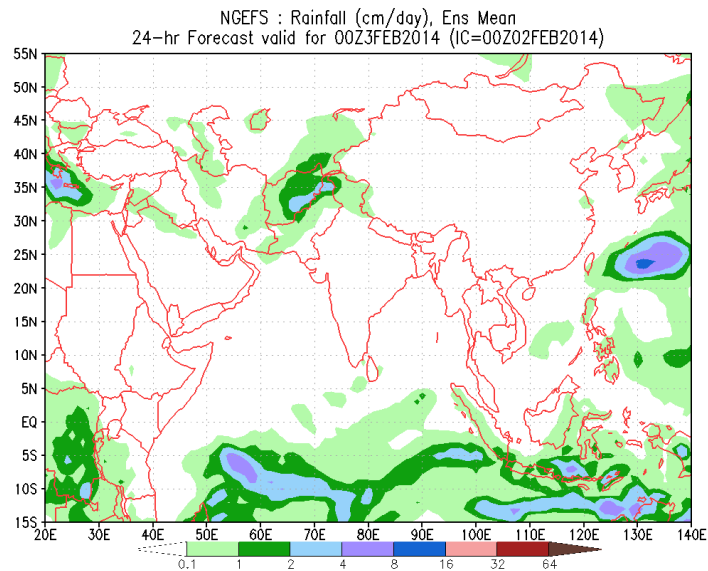 NGEFS : Rainfall (cm/day), Ens Mean
24-hr Forecast valid for 00Z3FEB2014 (IC=00Z02FEB2014)
55N
50N
45N
40N
35N
30N
25N
20N
15N
10N
5N
EQ
5S
10S
15S
20E 30E 40E 50E 60E 70E 80E 90E 100E 110E 120E 130E 140E
0.1 1 2 4 8 16 32 64